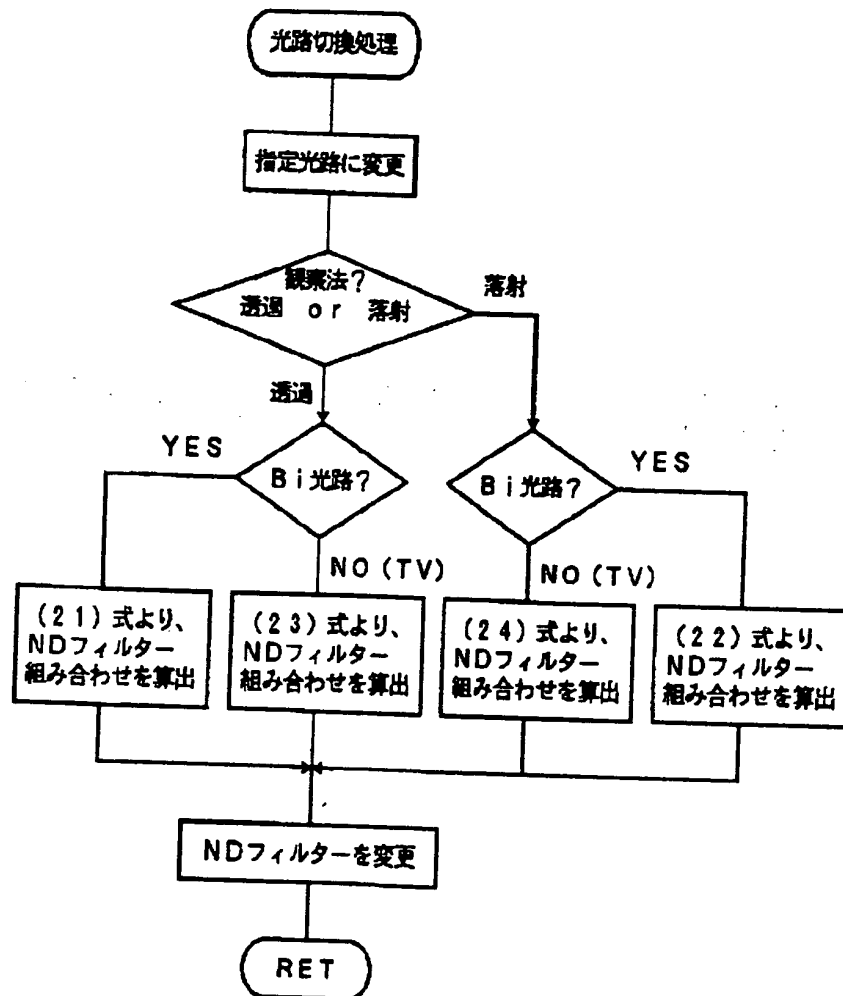 光路切換処理
指定光路に変更
観察法?
透過 or 落射
落射
透過
YES
Bi光路?
Bi光路?
YES
NO(TV)
NO(TV)
(21)式より、
NDフィルター
組み合わせを算出
(23)式より、
NDフィルター
組み合わせを算出
(24)式より、
NDフィルター
組み合わせを算出
(22)式より、
NDフィルター
組み合わせを算出
NDフィルターを変更
RET